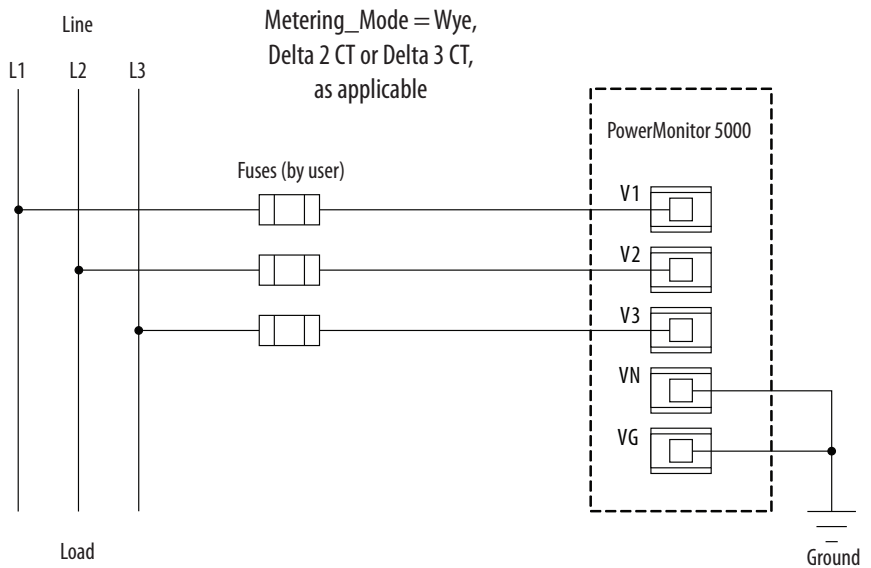 Line
Metering_Mode = Wye,
Delta 2 CT or Delta 3 CT,
as applicable
L1 L2 L3
PowerMonitor 5000
Fuses (by user)
V1
V2
V3
VN
VG
Load
Ground